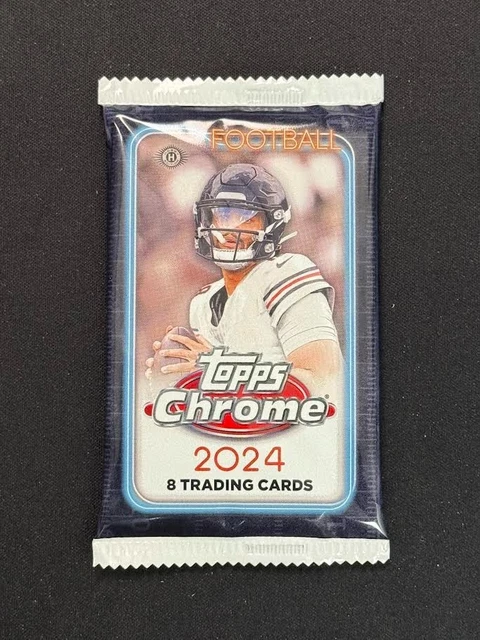 FOOTBALL
H
Topps
Chrome
2024
8 TRADING CARDS